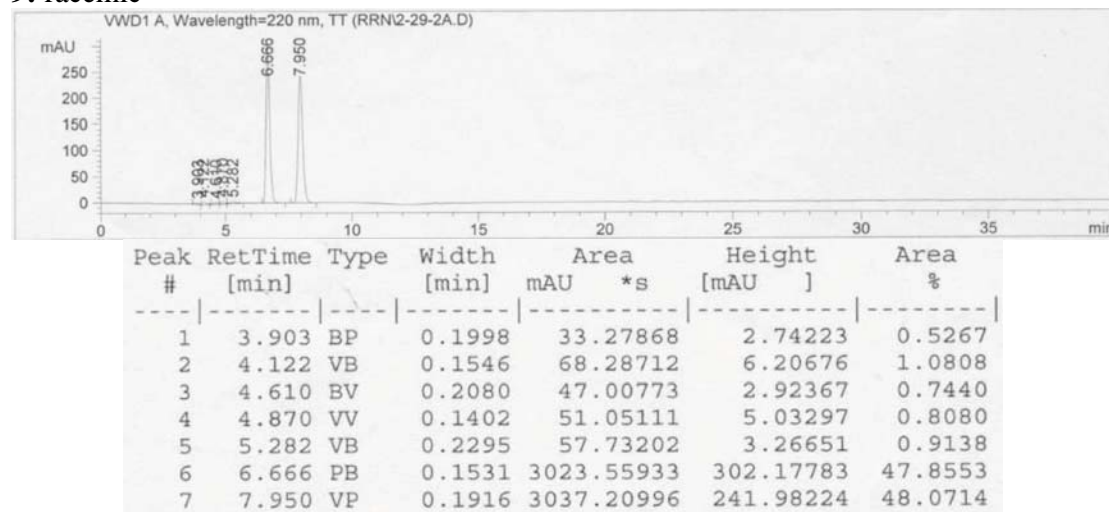 VWD1 A, Wavelength=220 nm, TT (RRN\2-29-2A.D)
mAU
250
200
150
100
50
0
3.903
4.122
4.610
4.870
5.282
6.666
7.950
0 5 10 15 20 25 30 35 min
Peak RetTime Type Width Area Height Area
# [min] [min] mAU *s [mAU ] %
----|-------|----|-------|----------|----------|--------|
1 3.903 BP 0.1998 33.27868 2.74223 0.5267
2 4.122 VB 0.1546 68.28712 6.20676 1.0808
3 4.610 BV 0.2080 47.00773 2.92367 0.7440
4 4.870 VV 0.1402 51.05111 5.03297 0.8080
5 5.282 VB 0.2295 57.73202 3.26651 0.9138
6 6.666 PB 0.1531 3023.55933 302.17783 47.8553
7 7.950 VP 0.1916 3037.20996 241.98224 48.0714